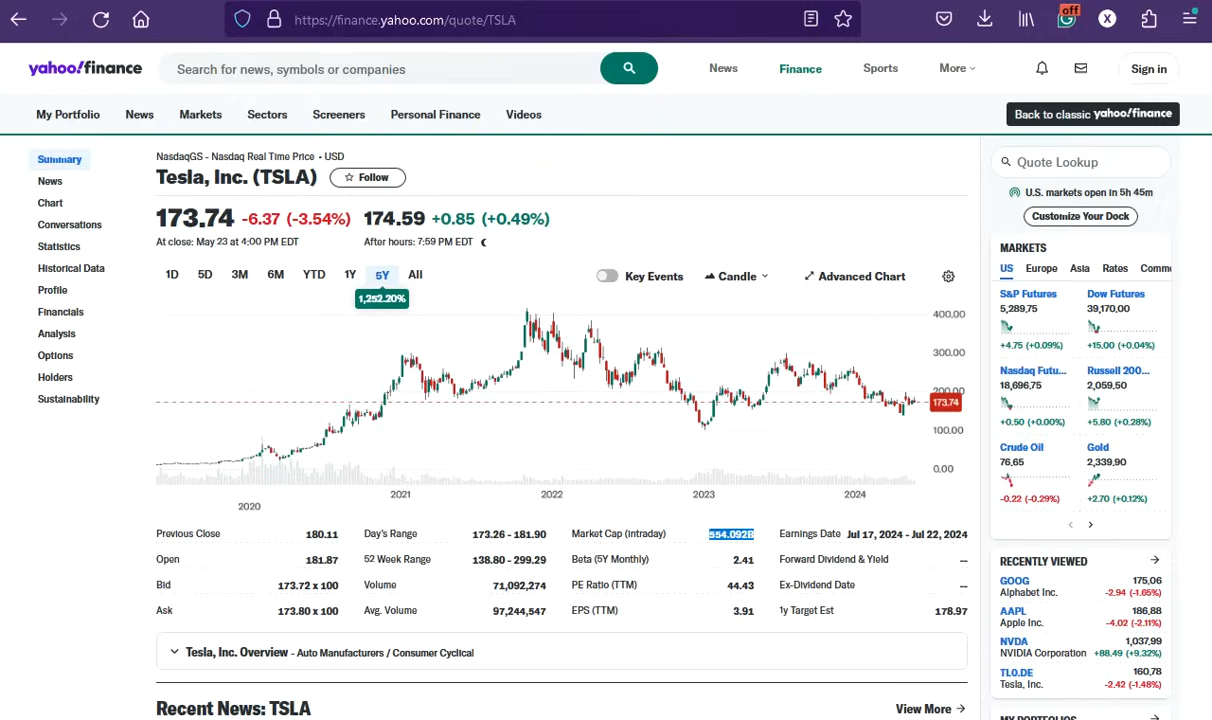 https://finance.yahoo.com/quote/TSLA
off
X
yahoo!finance
Search for news, symbols or companies
News Finance Sports More Sign in
My Portfolio News Markets Sectors Screeners Personal Finance Videos
Back to classic yahoo!finance
Summary
News
Chart
Conversations
Statistics
Historical Data
Profile
Financials
Analysis
Options
Holders
Sustainability
NasdaqGS - Nasdaq Real Time Price • USD
Tesla, Inc. (TSLA) Follow
173.74 -6.37 (-3.54%) 174.59 +0.85 (+0.49%)
At close: May 23 at 4:00 PM EDT After hours: 7:59 PM EDT
1D 5D 3M 6M YTD 1Y 5Y All Key Events Candle Advanced Chart
1,252.20%
400.00
300.00
200.00
173.74
100.00
0.00
2020 2021 2022 2023 2024
Previous Close 180.11 Day's Range 173.26 - 181.90 Market Cap (intraday) 554.092B Earnings Date Jul 17, 2024 - Jul 22, 2024
Open 181.87 52 Week Range 138.80 - 299.29 Beta (5Y Monthly) 2.41 Forward Dividend & Yield --
Bid 173.72 x 100 Volume 71,092,274 PE Ratio (TTM) 44.43 Ex-Dividend Date --
Ask 173.80 x 100 Avg. Volume 97,244,547 EPS (TTM) 3.91 1y Target Est 178.97
Tesla, Inc. Overview - Auto Manufacturers / Consumer Cyclical
Recent News: TSLA View More
Quote Lookup
U.S. markets open in 5h 45m
Customize Your Dock
MARKETS
US Europe Asia Rates Comm
S&P Futures Dow Futures
5,289,75 39,170,00
+4.75 (+0.09%) +15.00 (+0.04%)
Nasdaq Futu... Russell 200...
18,696,75 2,059,50
+0.50 (+0.00%) +5.80 (+0.28%)
Crude Oil Gold
76,65 2,339,90
-0.22 (-0.29%) +2.70 (+0.12%)
RECENTLY VIEWED
GOOG 175,06
Alphabet Inc. -2.94 (-1.65%)
AAPL 186,88
Apple Inc. -4.02 (-2.11%)
NVDA 1,037,99
NVIDIA Corporation +88.49 (+9.32%)
TL0.DE 160,78
Tesla, Inc. -2.42 (-1.48%)
MY PORTFOLIOS